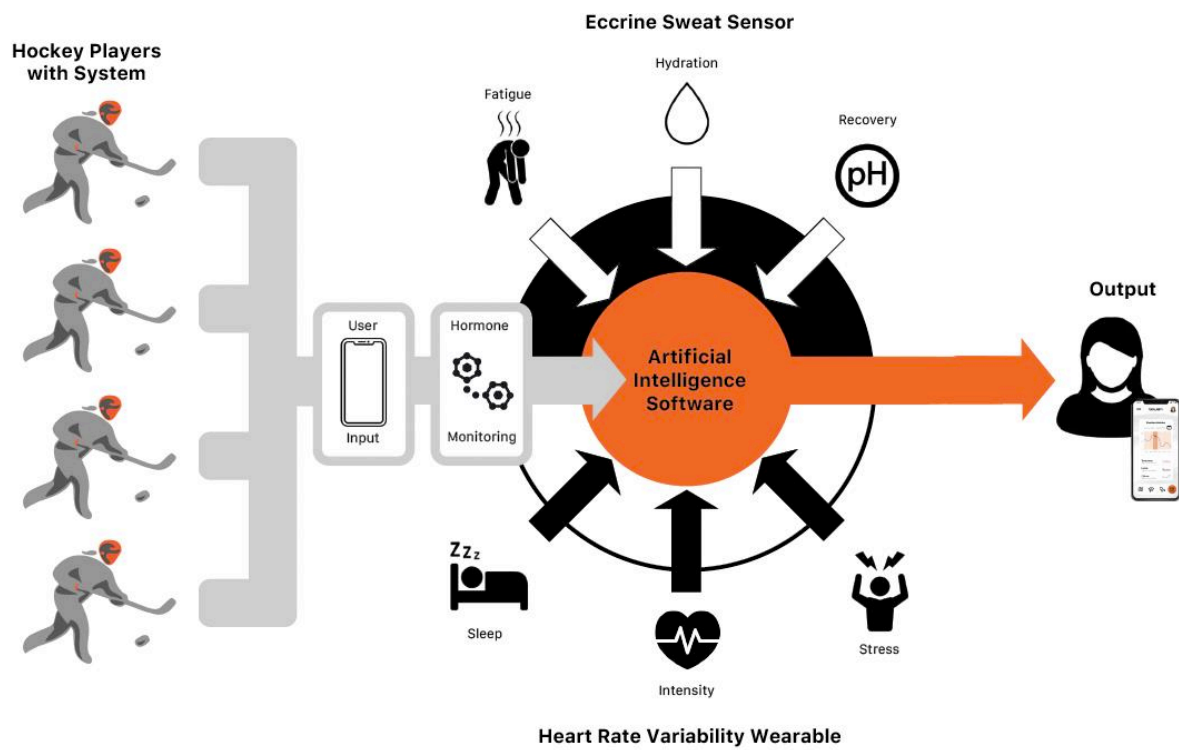 Eccrine Sweat Sensor
Hockey Players
with System
Hydration
Fatigue
Recovery
pH
Output
User
Input
Hormone
Monitoring
Artificial
Intelligence
Software
Zzz
Sleep
Stress
Intensity
Heart Rate Variability Wearable